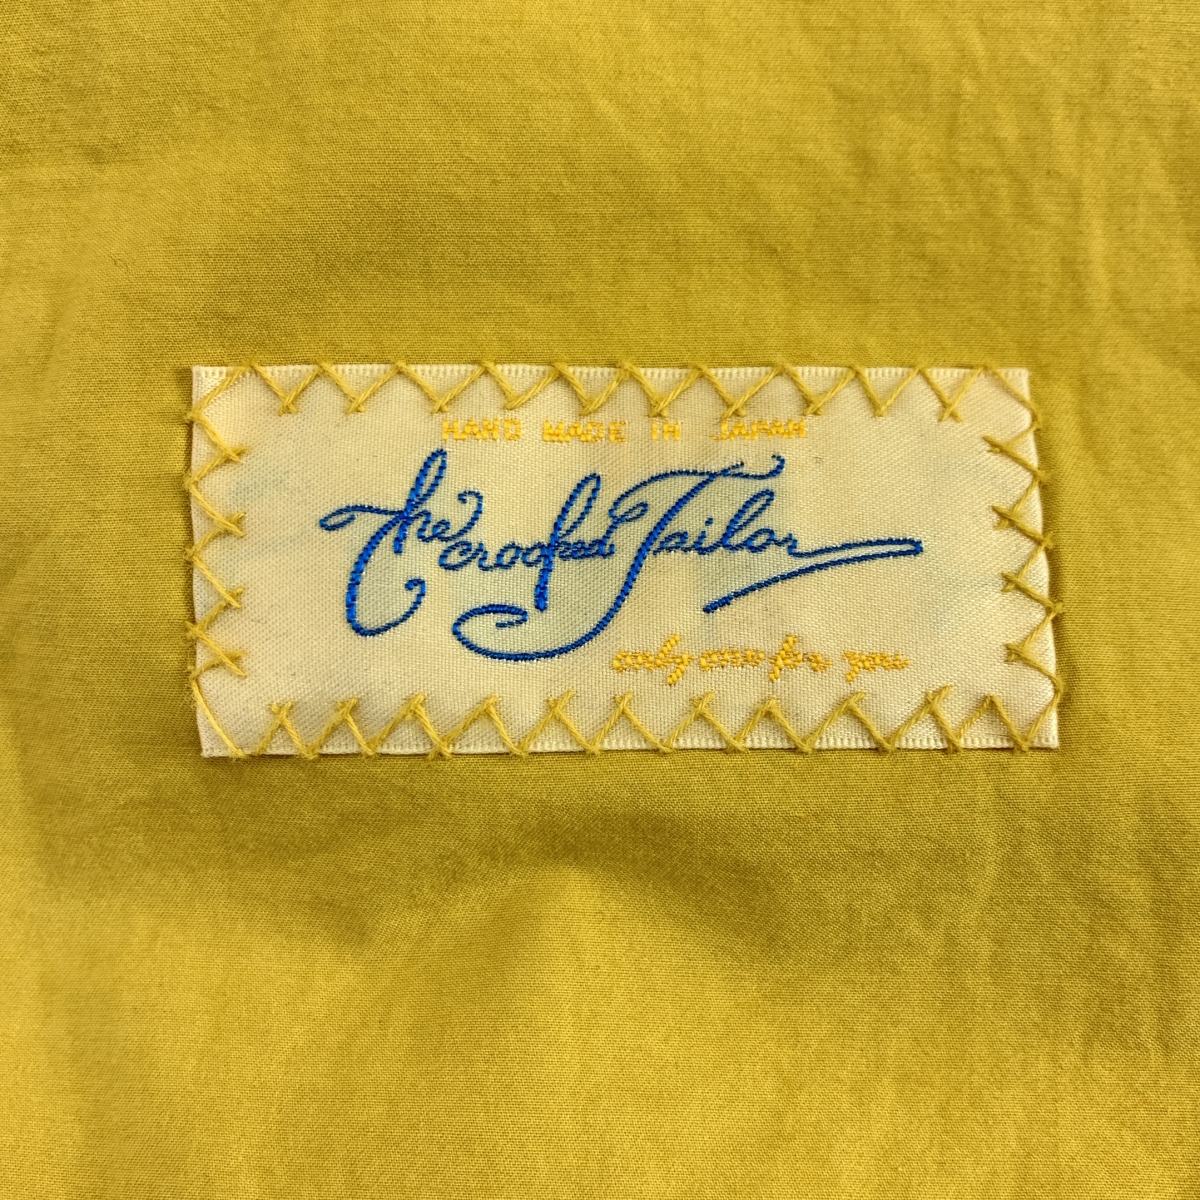 HAND MADE IN JAPAN
The crooked Tailor
only one for you